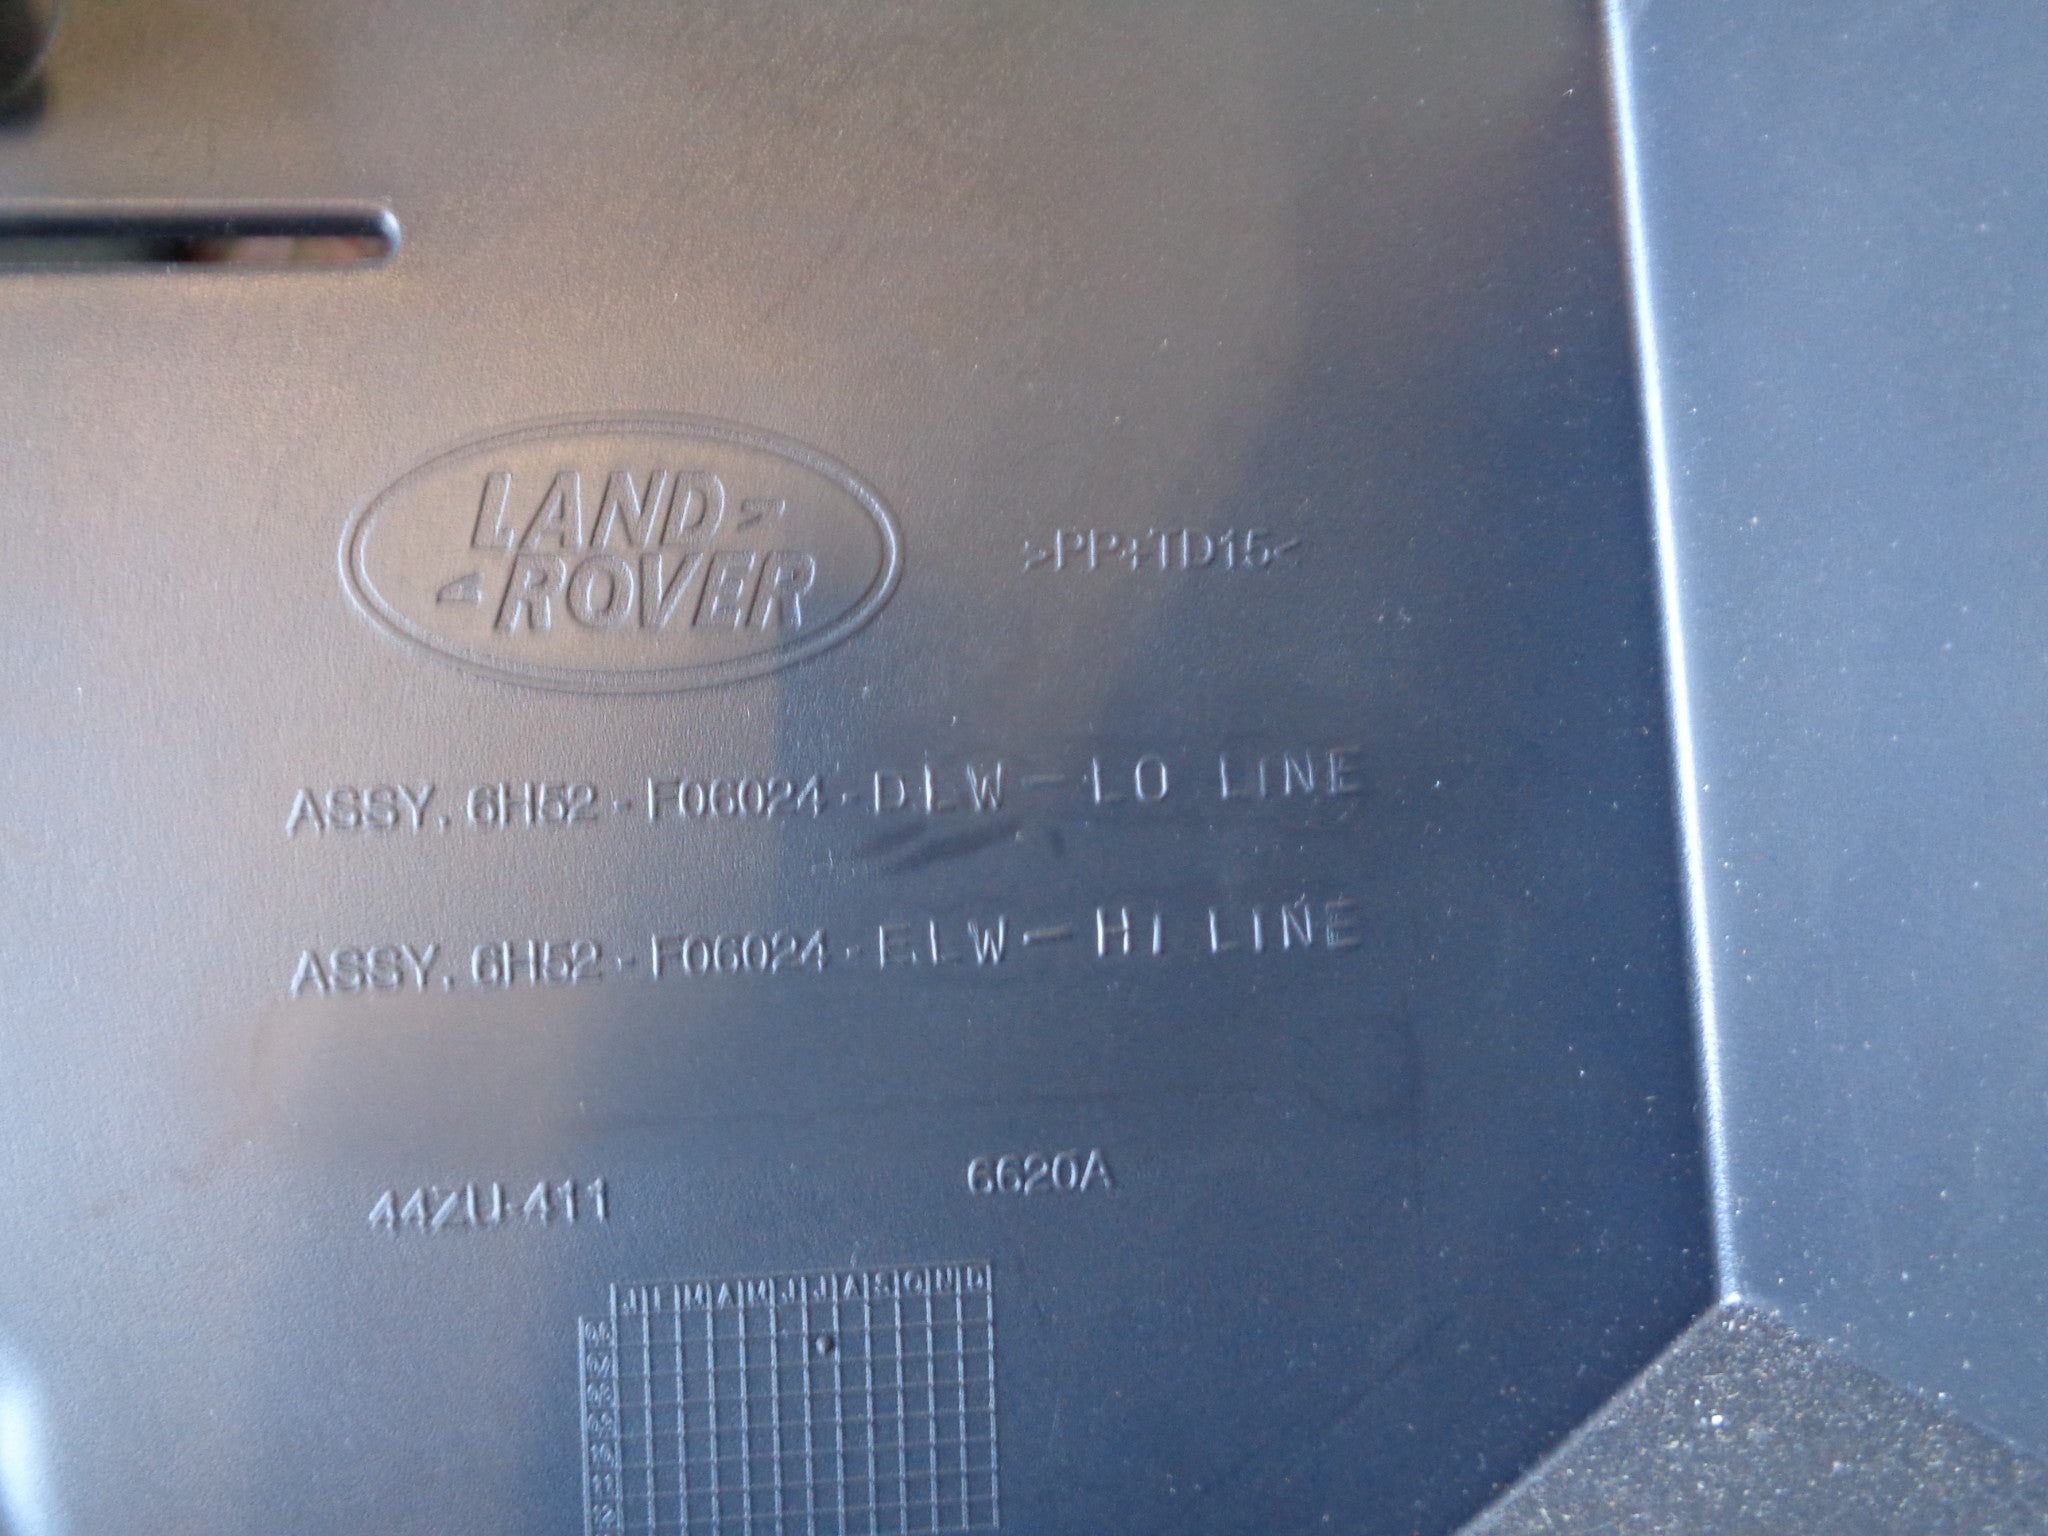 LAND
ROVER
>PP+TD15<
ASSY. 6H52 - F06024 - DLW - LO LINE
ASSY. 6H52 - F06024 - ELW - HI LINE
44ZU-411
6620A
J F M A M J J A S O N D